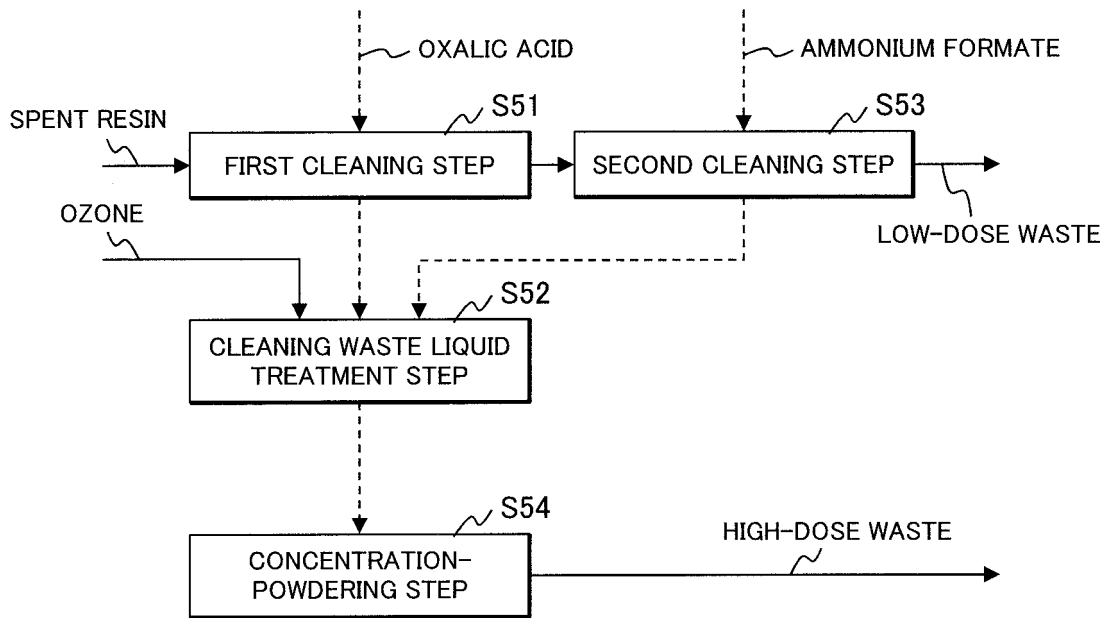 OXALIC ACID
AMMONIUM FORMATE
S51
S53
SPENT RESIN
FIRST CLEANING STEP
SECOND CLEANING STEP
OZONE
LOW-DOSE WASTE
S52
CLEANING WASTE LIQUID
TREATMENT STEP
S54
HIGH-DOSE WASTE
CONCENTRATION-
POWDERING STEP